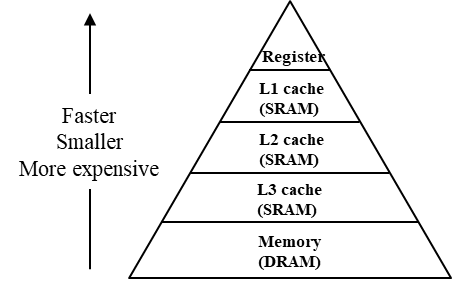 Register
L1 cache
(SRAM)
Faster
Smaller
More expensive
L2 cache
(SRAM)
L3 cache
(SRAM)
Memory
(DRAM)